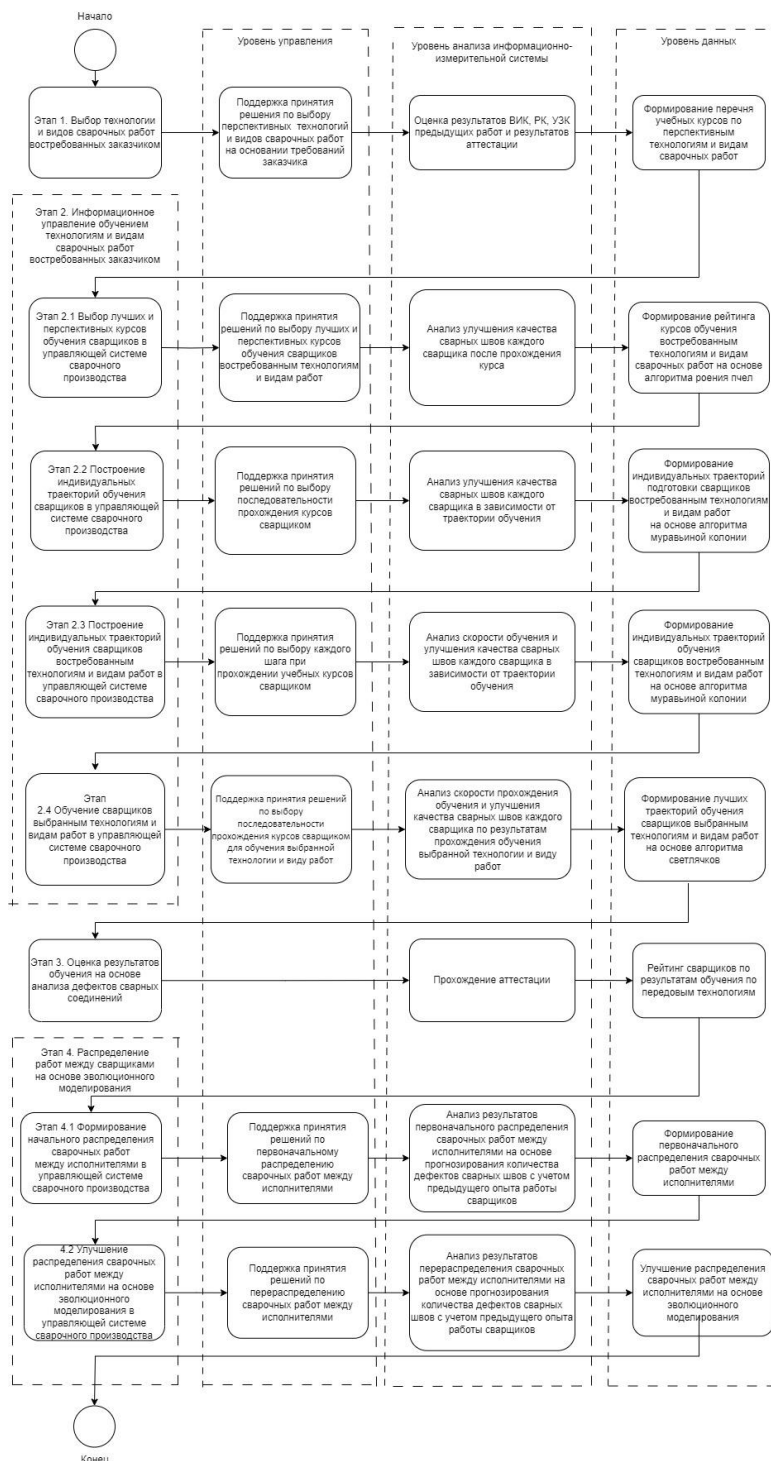 Начало
Уровень управления
Уровень анализа информационно-
измерительной системы
Уровень данных
Этап 1. Выбор технологии
и видов сварочных работ
востребованных заказчиком
Поддержка принятия
решения по выбору
перспективных технологий
и видов сварочных работ
на основании требований
заказчика
Оценка результатов ВИК, РК, УЗК
предыдущих работ и результатов
аттестации
Формирование перечня
учебных курсов по
перспективным
технологиям и видам
сварочных работ
Этап 2. Информационное
управление обучением
технологиям и видам
сварочных работ
востребованных заказчиком
Этап 2.1 Выбор лучших и
перспективных курсов
обучения сварщиков в
управляющей системе
сварочного
производства
Поддержка принятия
решений по выбору лучших и
перспективных курсов
обучения сварщиков
востребованным технологиям
и видам работ
Анализ улучшения качества
сварных швов каждого
сварщика после прохождения
курса
Формирование рейтинга
курсов обучения
востребованным
технологиям и видам
сварочных работ на основе
алгоритма роения пчел
Этап 2.2 Построение
индивидуальных
траекторий обучения
сварщиков в управляющей
системе сварочного
производства
Поддержка принятия
решений по выбору
последовательности
прохождения курсов
сварщиком
Анализ улучшения качества
сварных швов каждого
сварщика в зависимости от
траектории обучения
Формирование
индивидуальных траекторий
подготовки сварщиков
востребованным технологиям
и видам работ
на основе алгоритма
муравьиной колонии
Этап 2.3 Построение
индивидуальных траекторий
обучения сварщиков
востребованным
технологиям и видам работ в
управляющей системе
сварочного производства
Поддержка принятия
решений по выбору каждого
шага при
прохождении учебных курсов
сварщиком
Анализ скорости обучения и
улучшения качества сварных
швов каждого сварщика в
зависимости от траектории
обучения
Формирование
индивидуальных траекторий
обучения
сварщиков востребованным
технологиям и видам работ
на основе алгоритма
муравьиной колонии
Этап
2.4 Обучение сварщиков
выбранным технологиям и
видам работ в управляющей
системе сварочного
производства
Поддержка принятия решений
по выбору
последовательности
прохождения курсов сварщиком
для обучения выбранной
технологии и виду работ
Анализ скорости прохождения
обучения и улучшения
качества сварных швов каждого
сварщика по результатам
прохождения обучения
выбранной технологии и виду
работ
Формирование лучших
траекторий обучения
сварщиков выбранным
технологиям и видам работ
на основе алгоритма
светлячков
Этап 3. Оценка результатов
обучения на основе
анализа дефектов сварных
соединений
Прохождение аттестации
Рейтинг сварщиков по
результатам обучения по
передовым технологиям
Этап 4. Распределение
работ между сварщиками
на основе эволюционного
моделирования
Этап 4.1 Формирование
начального распределения
сварочных работ
между исполнителями в
управляющей системе
сварочного производства
Поддержка принятия
решений по
первоначальному
распределению
сварочных работ между
исполнителями
Анализ результатов
первоначального распределения
сварочных работ между
исполнителями на основе
прогнозирования количества
дефектов сварных швов с учетом
предыдущего опыта работы
сварщиков
Формирование
первоначального
распределения сварочных
работ между
исполнителями
4.2 Улучшение
распределения сварочных
работ между
исполнителями на основе
эволюционного
моделирования в
управляющей системе
сварочного производства
Поддержка принятия
решений по
перераспределению
сварочных работ между
исполнителями
Анализ результатов
перераспределения сварочных
работ между исполнителями на
основе прогнозирования
количества дефектов сварных
швов с учетом предыдущего опыта
работы сварщиков
Улучшение распределения
сварочных работ между
исполнителями на основе
эволюционного
моделирования
Конец